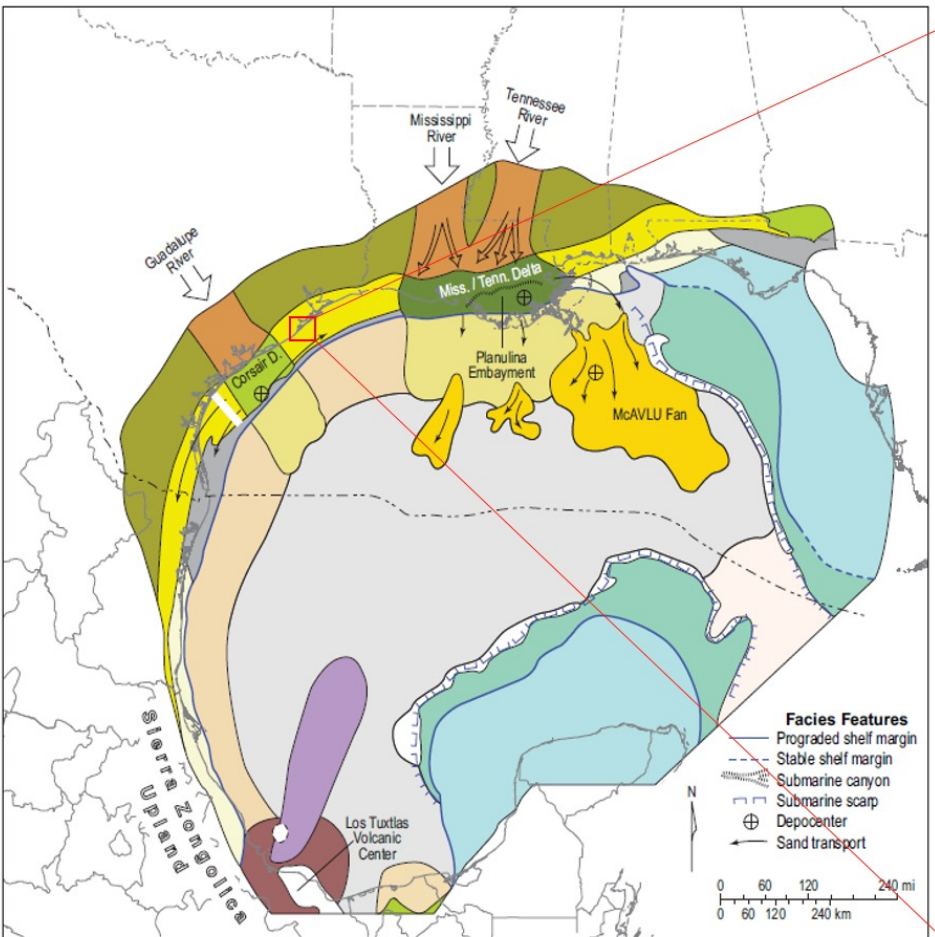 Tennessee
River
Mississippi
River
Guadalupe
River
Miss. / Tenn. Delta
Corsair D.
Planulina
Embayment
McAVLU Fan
Sierra Zongolica
Upland
Los Tuxtlas
Volcanic
Center
Facies Features
Prograded shelf margin
Stable shelf margin
Submarine canyon
Submarine scarp
Depocenter
Sand transport
N
0 60 120 240 mi
0 60 120 240 km